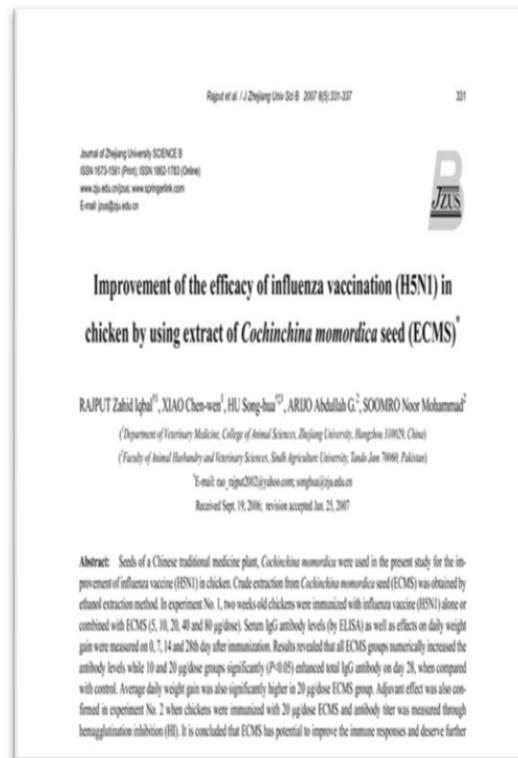 Rajput et al. / J Zhejiang Univ Sci B 2007 8(5):331-337
331
Journal of Zhejiang University SCIENCE B
ISSN 1673-1581 (Print); ISSN 1862-1783 (Online)
www.zju.edu.cn/jzus; www.springerlink.com
E-mail: jzus@zju.edu.cn
B
JZUS
Improvement of the efficacy of influenza vaccination (H5N1) in
chicken by using extract of Cochinchina momordica seed (ECMS)*
RAJPUT Zahid Iqbal†1, XIAO Chen-wen1, HU Song-hua†‡1, ARIJO Abdullah G.2, SOOMRO Noor Mohammad2
(1Department of Veterinary Medicine, College of Animal Sciences, Zhejiang University, Hangzhou 310029, China)
(2Faculty of Animal Husbandry and Veterinary Sciences, Sindh Agriculture University, Tando Jam 70060, Pakistan)
†E-mail: rao_rajput2002@yahoo.com; songhua@zju.edu.cn
Received Sept. 19, 2006; revision accepted Jan. 25, 2007
Abstract: Seeds of a Chinese traditional medicine plant, Cochinchina momordica were used in the present study for the im-
provement of influenza vaccine (H5N1) in chicken. Crude extraction from Cochinchina momordica seed (ECMS) was obtained by
ethanol extraction method. In experiment No. 1, two weeks old chickens were immunized with influenza vaccine (H5N1) alone or
combined with ECMS (5, 10, 20, 40 and 80 μg/dose). Serum IgG antibody levels (by ELISA) as well as effects on daily weight
gain were measured on 0, 7, 14 and 28th day after immunization. Results revealed that all ECMS groups numerically increased the
antibody levels while 10 and 20 μg/dose groups significantly (P<0.05) enhanced total IgG antibody on day 28, when compared
with control. Average daily weight gain was also significantly higher in 20 μg/dose ECMS group. Adjuvant effect was also con-
firmed in experiment No. 2 when chickens were immunized with 20 μg/dose ECMS and antibody titer was measured through
hemagglutination inhibition (HI). It is concluded that ECMS has potential to improve the immune responses and deserve further